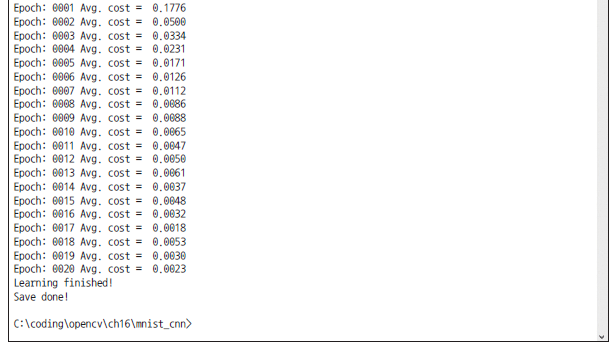 Epoch: 0001 Avg. cost =  0.1776
Epoch: 0002 Avg. cost =  0.0500
Epoch: 0003 Avg. cost =  0.0334
Epoch: 0004 Avg. cost =  0.0231
Epoch: 0005 Avg. cost =  0.0171
Epoch: 0006 Avg. cost =  0.0126
Epoch: 0007 Avg. cost =  0.0112
Epoch: 0008 Avg. cost =  0.0086
Epoch: 0009 Avg. cost =  0.0088
Epoch: 0010 Avg. cost =  0.0065
Epoch: 0011 Avg. cost =  0.0047
Epoch: 0012 Avg. cost =  0.0050
Epoch: 0013 Avg. cost =  0.0061
Epoch: 0014 Avg. cost =  0.0037
Epoch: 0015 Avg. cost =  0.0048
Epoch: 0016 Avg. cost =  0.0032
Epoch: 0017 Avg. cost =  0.0018
Epoch: 0018 Avg. cost =  0.0053
Epoch: 0019 Avg. cost =  0.0030
Epoch: 0020 Avg. cost =  0.0023
Learning finished!
Save done!
C:\coding\opencv\ch16\mnist_cnn>